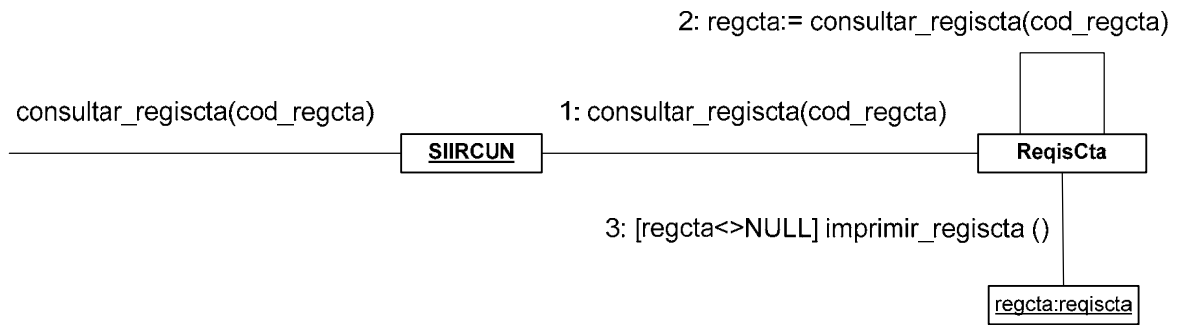 2: regcta:= consultar_regiscta(cod_regcta)
consultar_regiscta(cod_regcta)
1: consultar_regiscta(cod_regcta)
SIIRCUN
ReqisCta
3: [regcta<>NULL] imprimir_regiscta ()
regcta:reqiscta